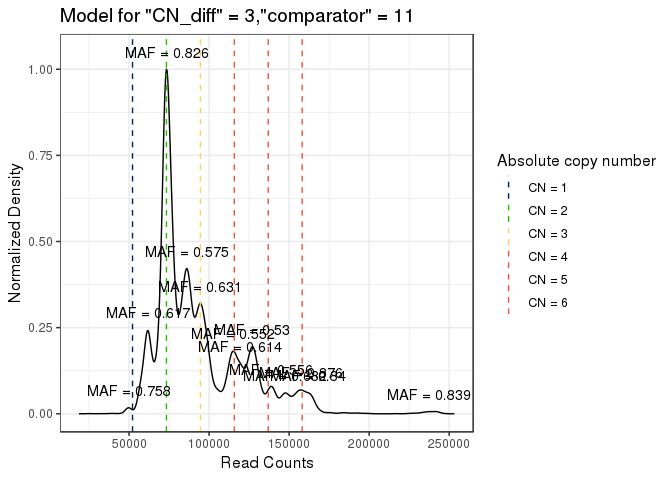 Model for "CN_diff" = 3,"comparator" = 11
MAF = 0.826
MAF = 0.575
MAF = 0.631
MAF = 0.617
MAF = 0.53
MAF = 0.552
MAF = 0.614
MAF = 0.556
MAF = 0.758
MAF = 0.839
1.00
0.75
0.50
0.25
0.00
Normalized Density
50000
100000
150000
200000
250000
Read Counts
Absolute copy number
CN = 1
CN = 2
CN = 3
CN = 4
CN = 5
CN = 6